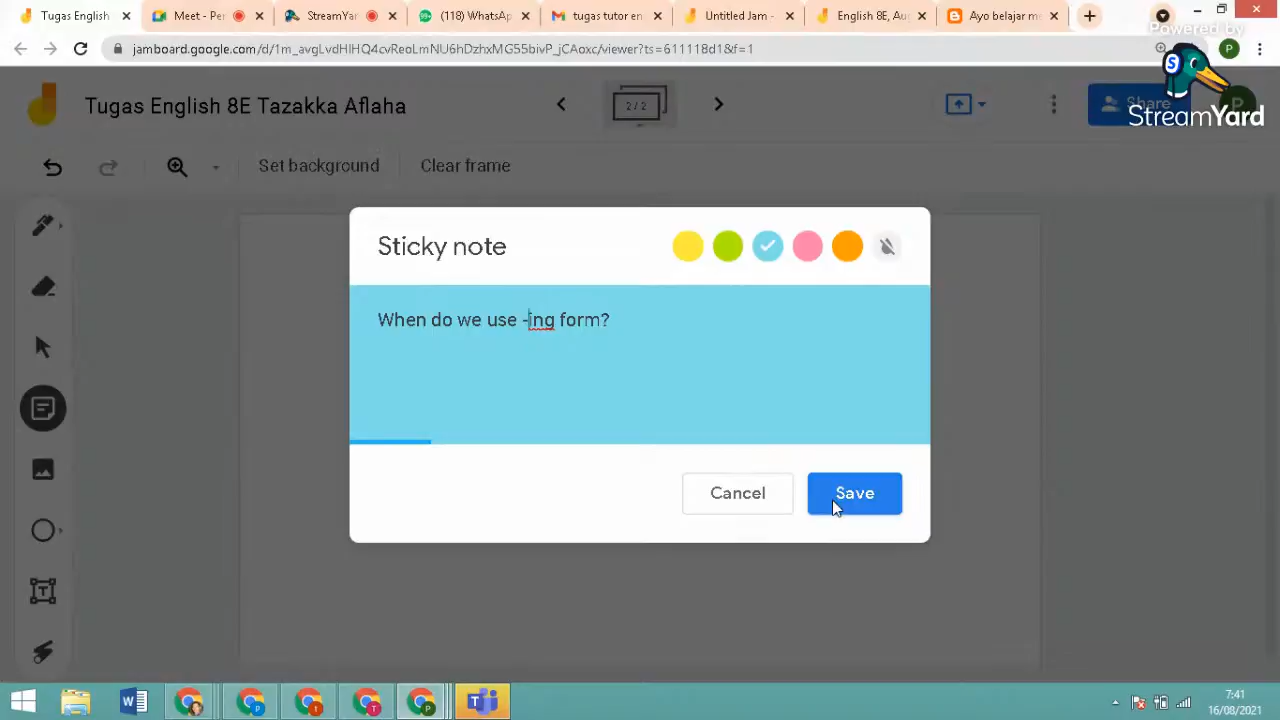 Tugas English
Meet - Per
StreamYar
(118) WhatsAp
tugas tutor en
Untitled Jam -
English 8E, Au
Ayo belajar me
jamboard.google.com/d/1m_avgLvdHIHQ4cvReoLmNU6hDzhxMG55bivP_jCAoxc/viewer?ts=611118d1&f=1
Powered by
StreamYard
Tugas English 8E Tazakka Aflaha
2/2
Share
P
Set background
Clear frame
Sticky note
When do we use -ing form?
Cancel
Save
7:41
16/08/2021